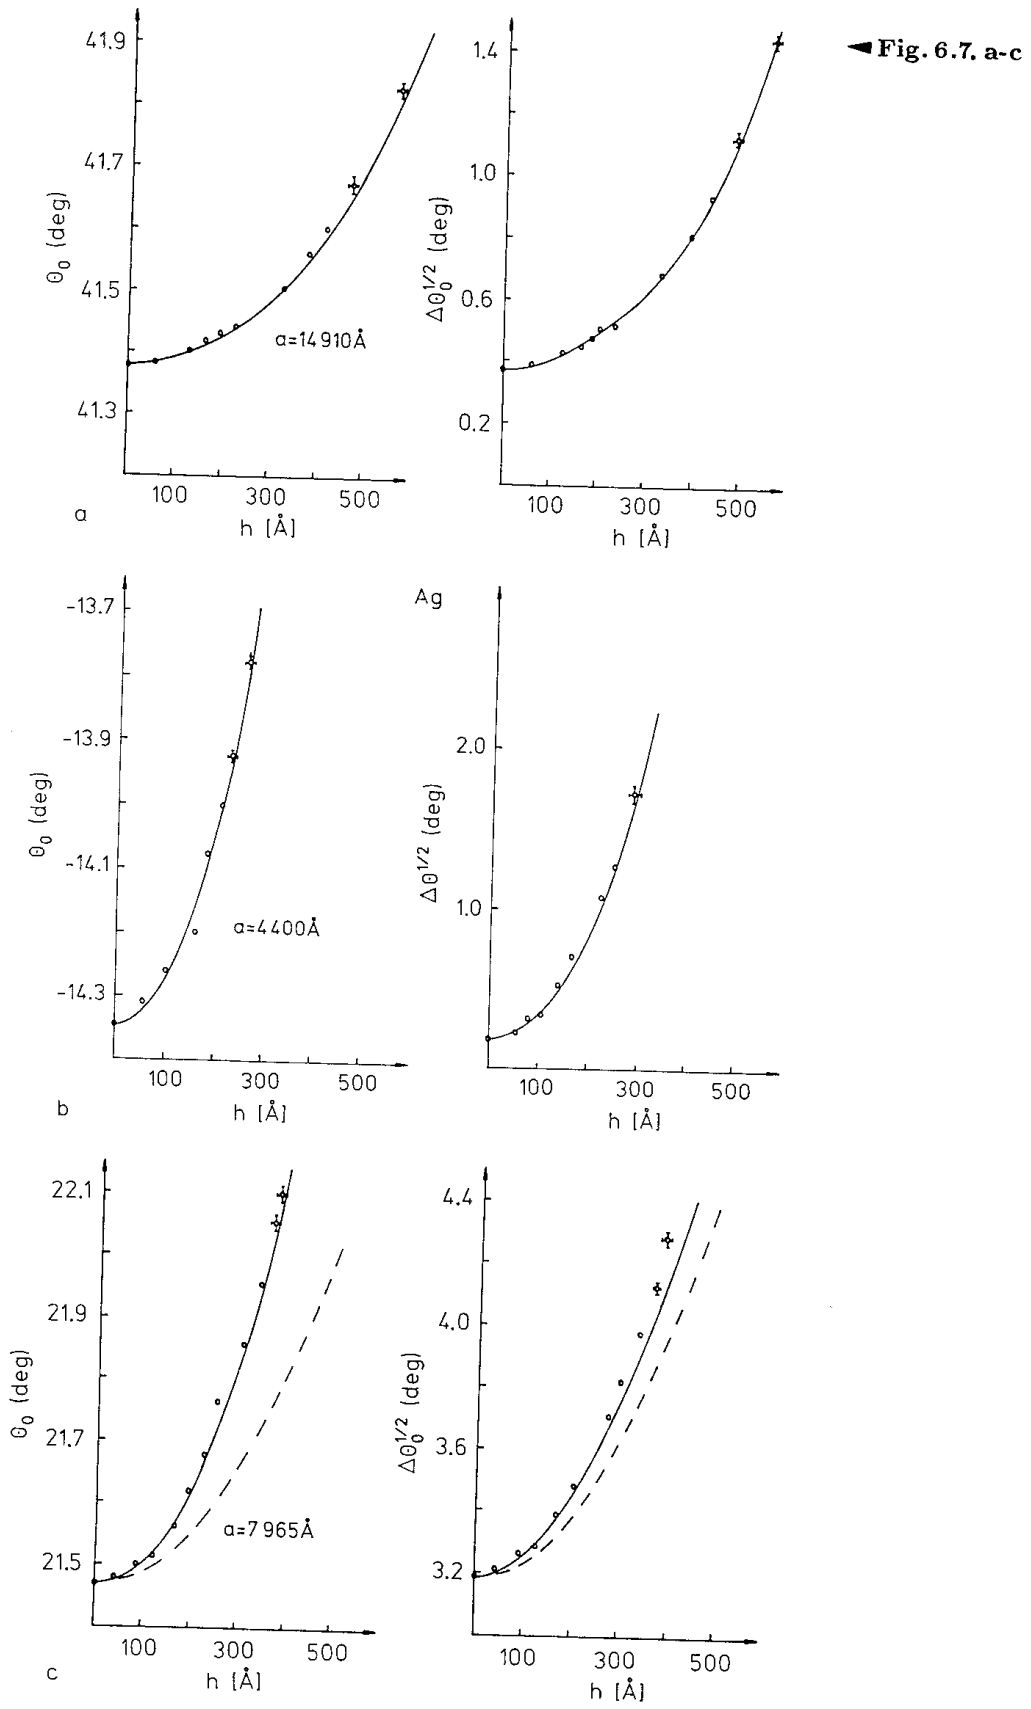 ◄ Fig. 6.7. a-c
41.9
41.7
41.5
41.3
Θ₀ (deg)
a=14910Å
100 300 500
h [Å]
a
1.4
1.0
0.6
0.2
ΔΘ₀^1/2 (deg)
100 300 500
h [Å]
-13.7
-13.9
-14.1
-14.3
Θ₀ (deg)
a=4400Å
100 300 500
h [Å]
b
Ag
2.0
1.0
ΔΘ^1/2 (deg)
100 300 500
h [Å]
22.1
21.9
21.7
21.5
Θ₀ (deg)
a=7965Å
100 300 500
h [Å]
c
4.4
4.0
3.6
3.2
ΔΘ₀^1/2 (deg)
100 300 500
h [Å]